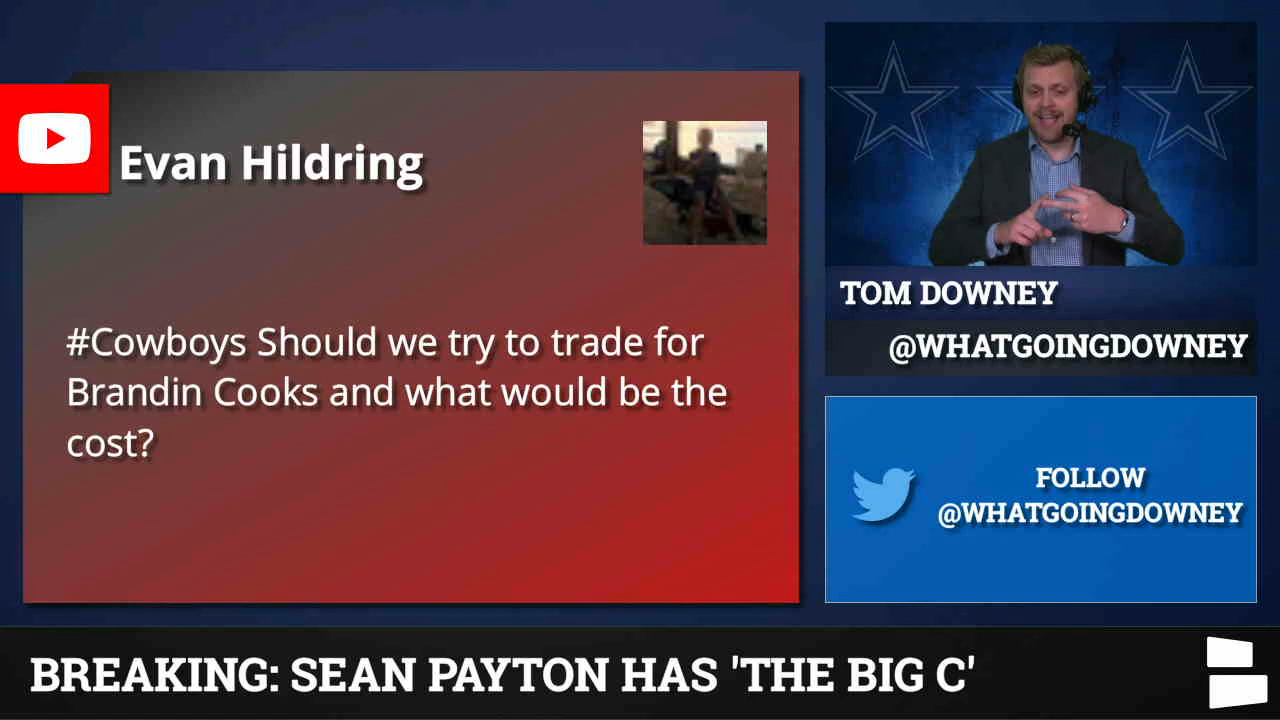 Evan Hildring
#Cowboys Should we try to trade for
Brandin Cooks and what would be the
cost?
TOM DOWNEY
@WHATGOINGDOWNEY
FOLLOW
@WHATGOINGDOWNEY
BREAKING: SEAN PAYTON HAS 'THE BIG C'